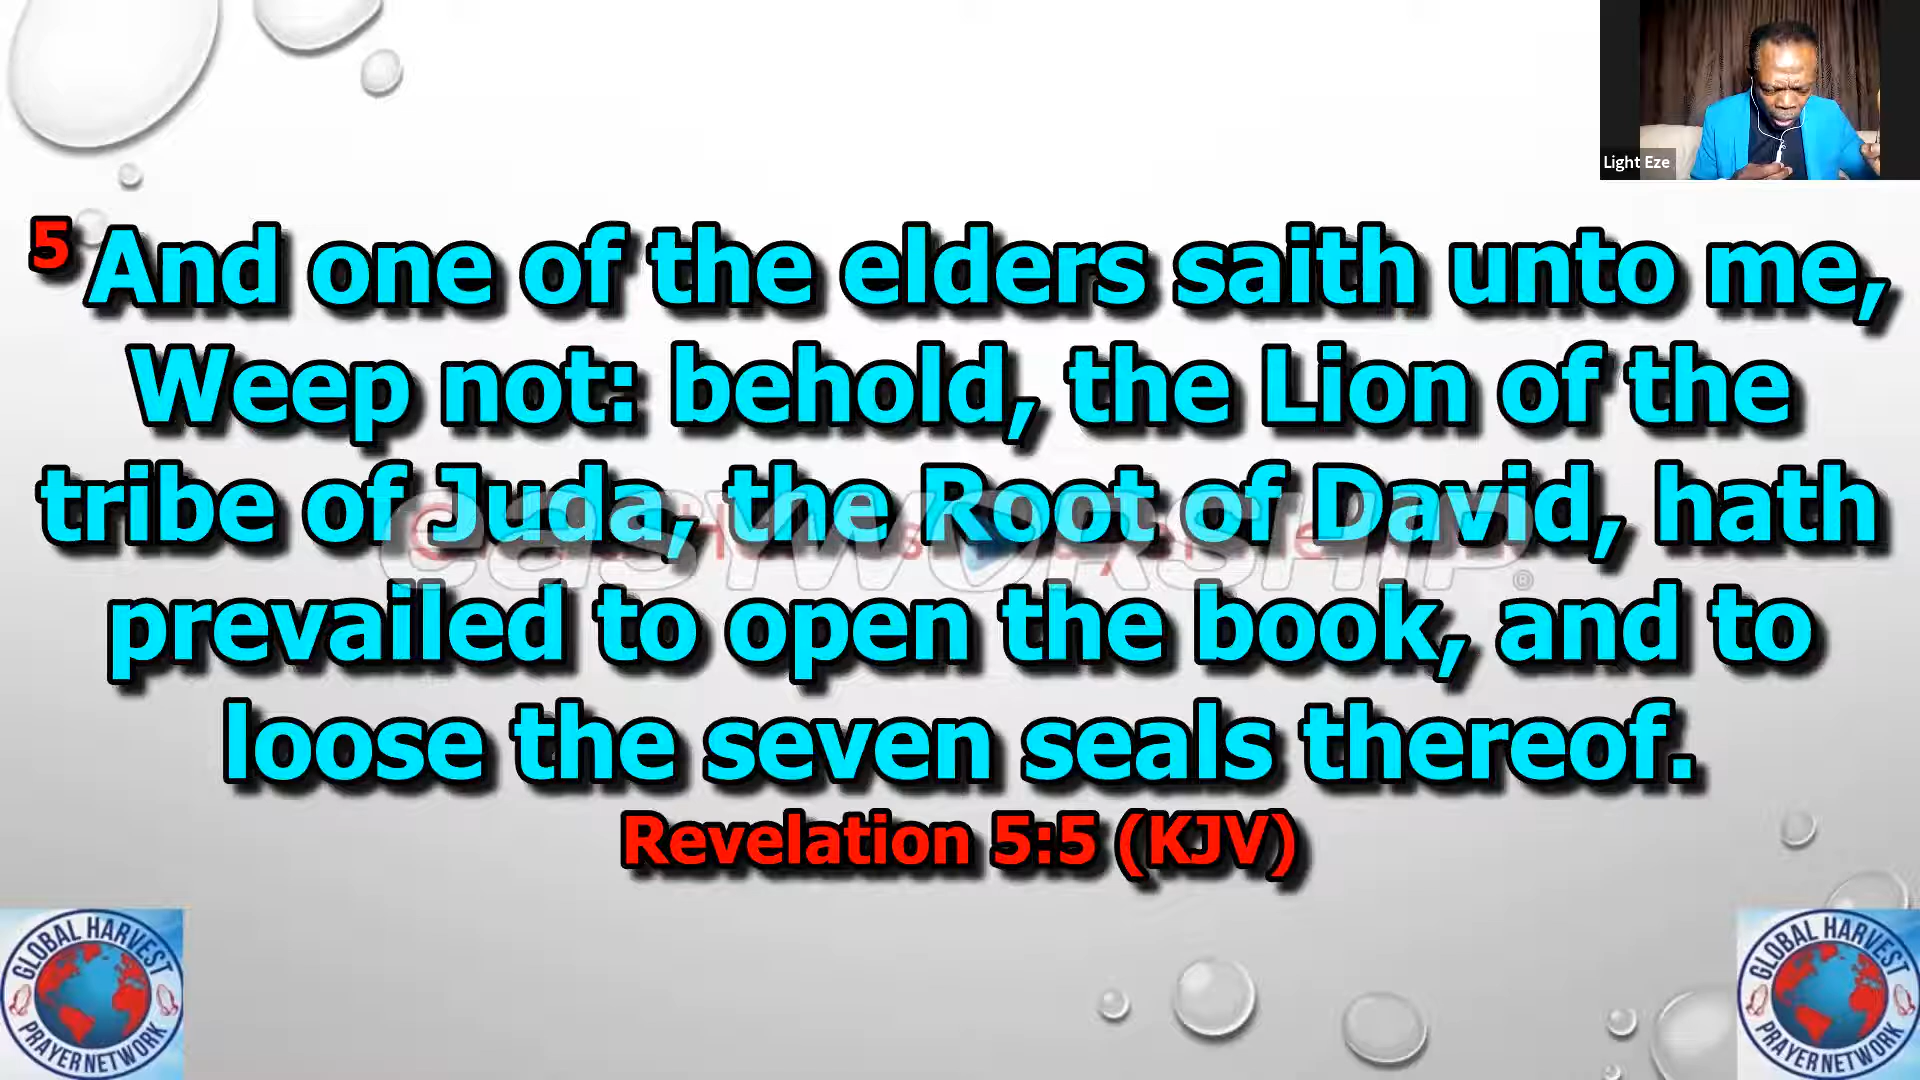 Light Eze
5 And one of the elders saith unto me,
Weep not: behold, the Lion of the
tribe of Juda, the Root of David, hath
prevailed to open the book, and to
loose the seven seals thereof.
Revelation 5:5 (KJV)
easyworship®
GLOBAL HARVEST
PRAYER NETWORK
GLOBAL HARVEST
PRAYER NETWORK